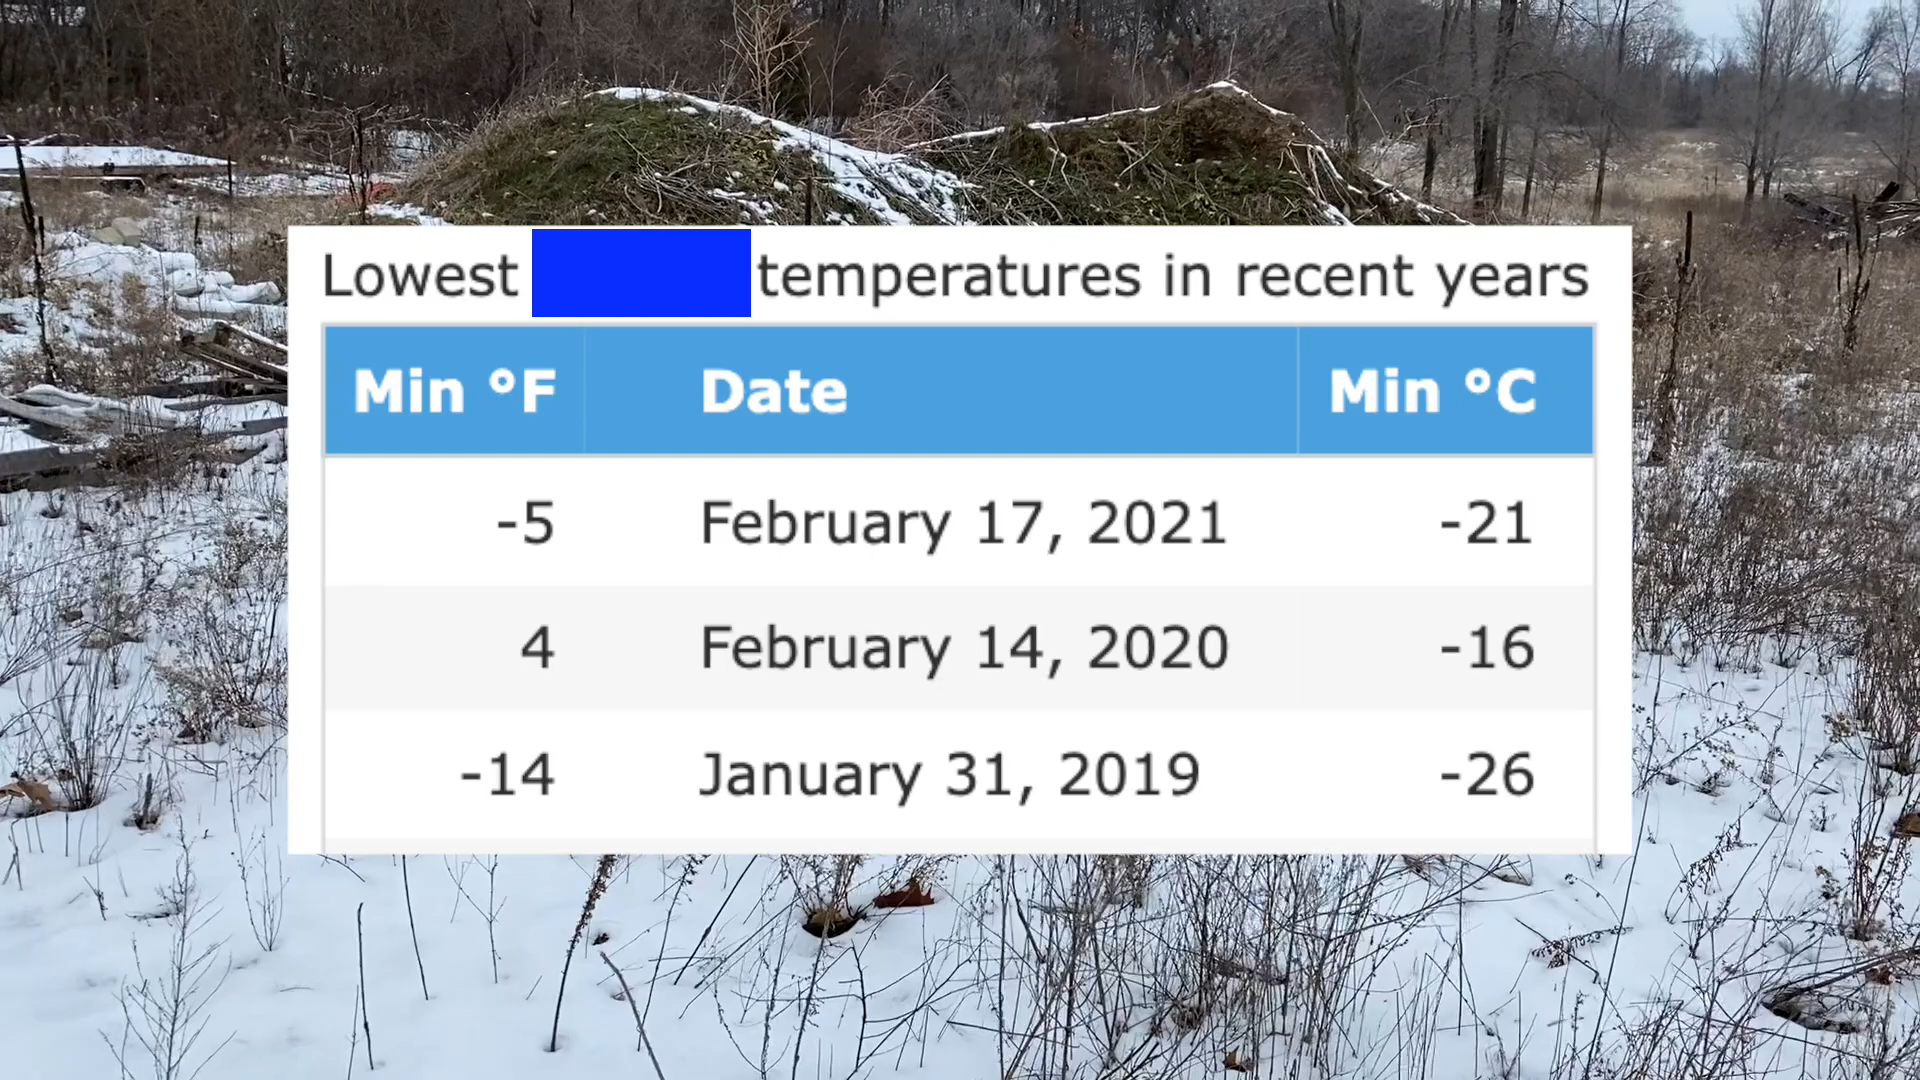 Lowest temperatures in recent years
Min °F Date Min °C
-5 February 17, 2021 -21
4 February 14, 2020 -16
-14 January 31, 2019 -26